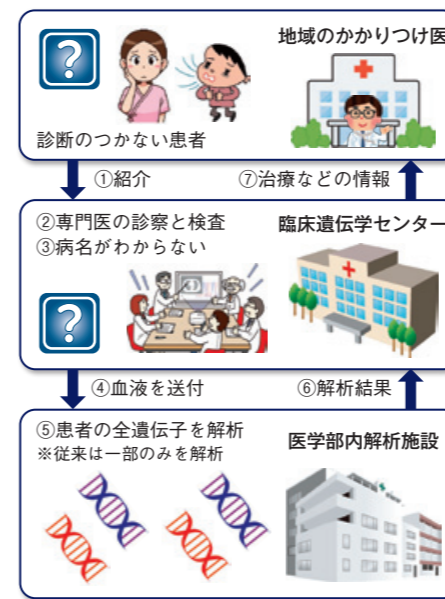 ?
地域のかかりつけ医
診断のつかない患者
①紹介
⑦治療などの情報
②専門医の診察と検査
③病名がわからない
臨床遺伝学センター
?
④血液を送付
⑥解析結果
⑤患者の全遺伝子を解析
※従来は一部のみを解析
医学部内解析施設